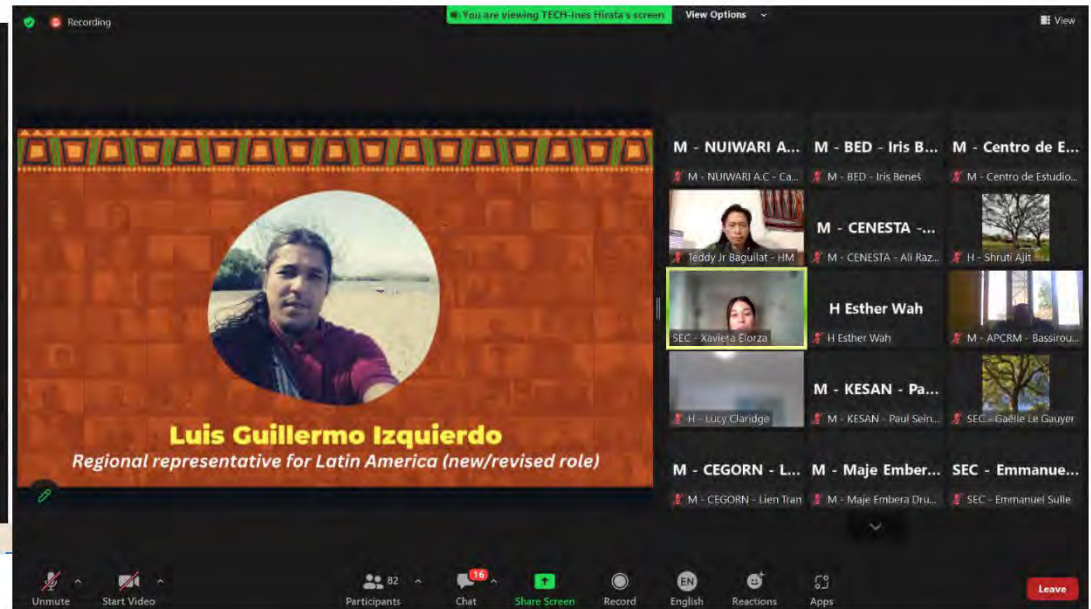 Recording
You are viewing TECH-Ines Hirata's screen
View Options
View
Luis Guillermo Izquierdo
Regional representative for Latin America (new/revised role)
M - NUIWARI A...
M - NUIWARI A.C - Ca...
M - BED - Iris B...
M - BED - Iris Beneš
M - Centro de E...
M - Centro de Estudio...
Teddy Jr Baguilat - HM
M - CENESTA -...
M - CENESTA - Ali Raz...
H - Shruti Ajit
SEC - Xaviera Elorza
H Esther Wah
H Esther Wah
M - APCRM - Bassirou...
H - Lucy Claridge
M - KESAN - Pa...
M - KESAN - Paul Sein...
SEC - Gaëlle Le Gauyer
M - CEGORN - L...
M - CEGORN - Lien Tran
M - Maje Ember...
M - Maje Embera Dru...
SEC - Emmanue...
SEC - Emmanuel Sulle
Unmute
Start Video
82
Participants
16
Chat
Share Screen
Record
EN
English
Reactions
Apps
Leave